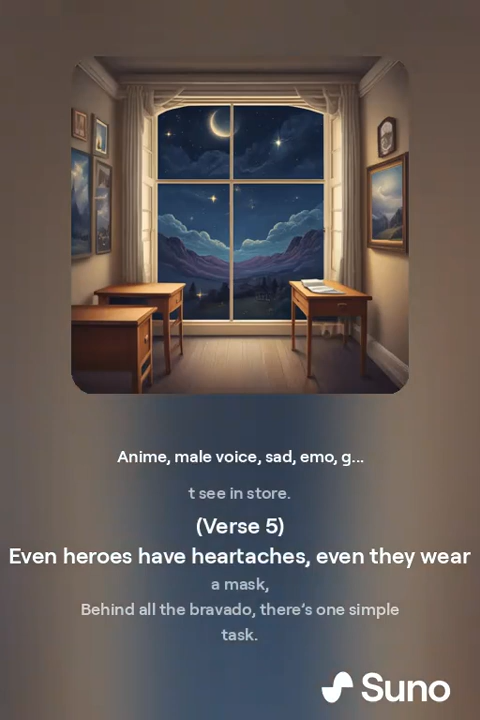 Anime, male voice, sad, emo, g...
t see in store.
(Verse 5)
Even heroes have heartaches, even they wear
a mask,
Behind all the bravado, there's one simple
task.
Suno